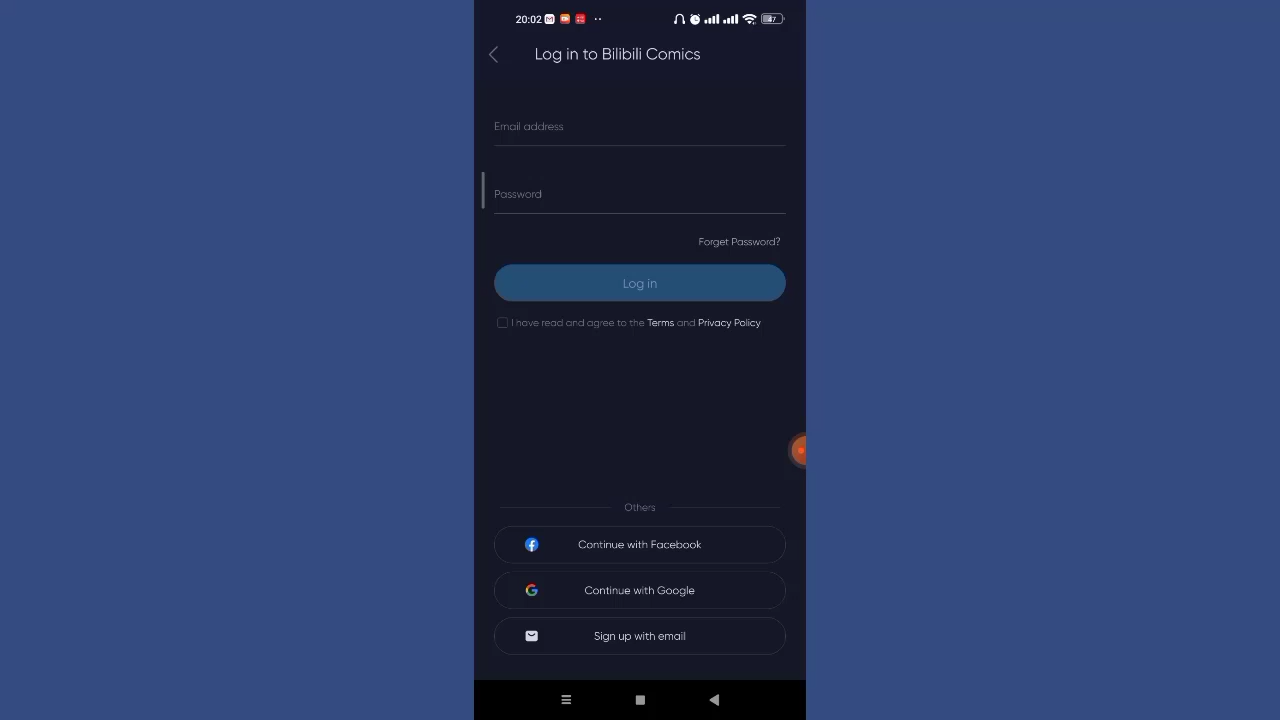 20:02
Log in to Bilibili Comics
Email address
Password
Forget Password?
Log in
I have read and agree to the Terms and Privacy Policy
Others
Continue with Facebook
Continue with Google
Sign up with email